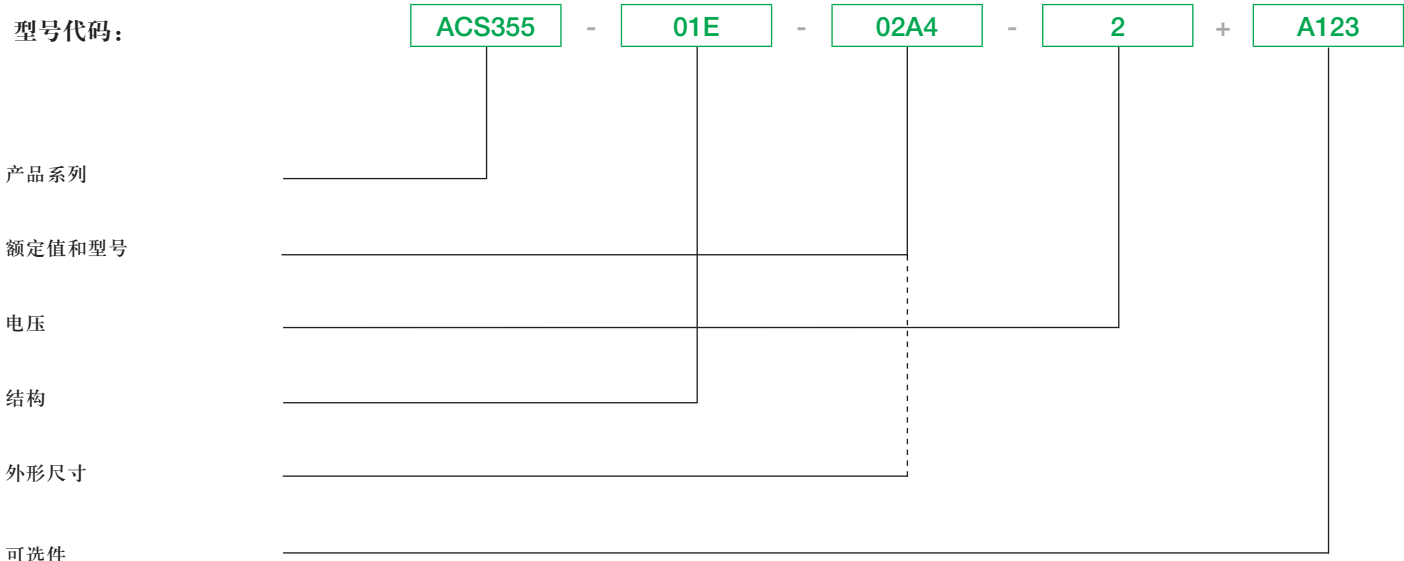 型号代码: ACS355 - 01E - 02A4 - 2 + A123
产品系列
额定值和型号
电压
结构
外形尺寸
可选件